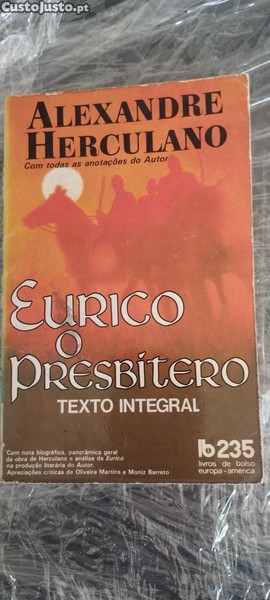 CustoJusto.pt
ALEXANDRE
HERCULANO
Com todas as anotações do Autor
EURICO
O
PRESBÍTERO
TEXTO INTEGRAL
Com nota biográfica, panorâmica geral
da obra de Herculano e análise de Eurico
na produção literária do Autor.
Apreciações críticas de Oliveira Martins e Moniz Barreto
lb 235
livros de bolso
europa-américa